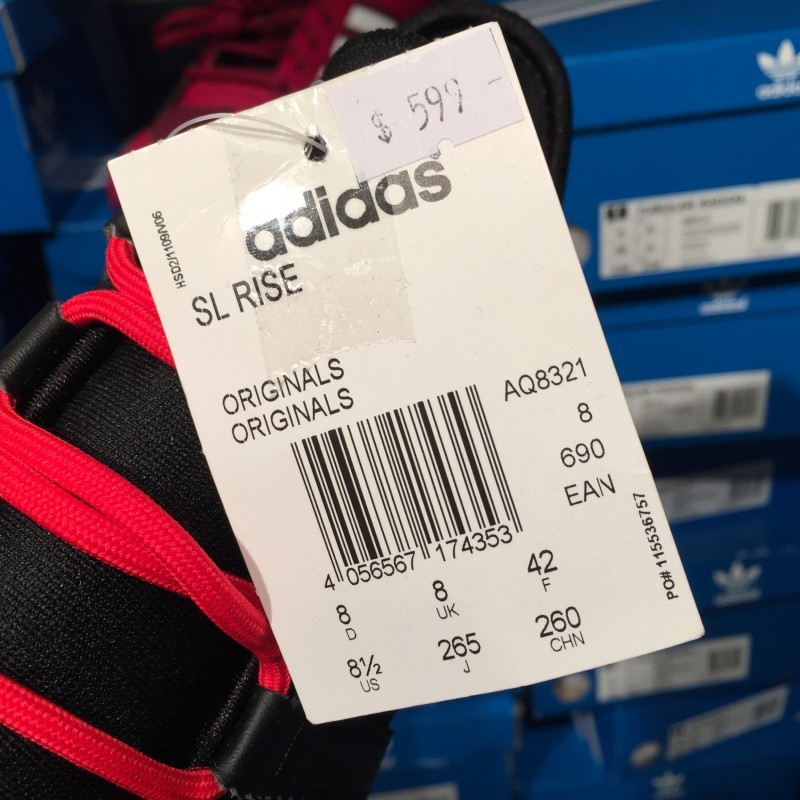 $ 599 -
adidas
HSD2/1109/V06
SL RISE
ORIGINALS
ORIGINALS
AQ8321
8
690
EAN
4 056567 174353
PO# 115536757
8 D
8 UK
42 F
8½ US
265 J
260 CHN
adidas